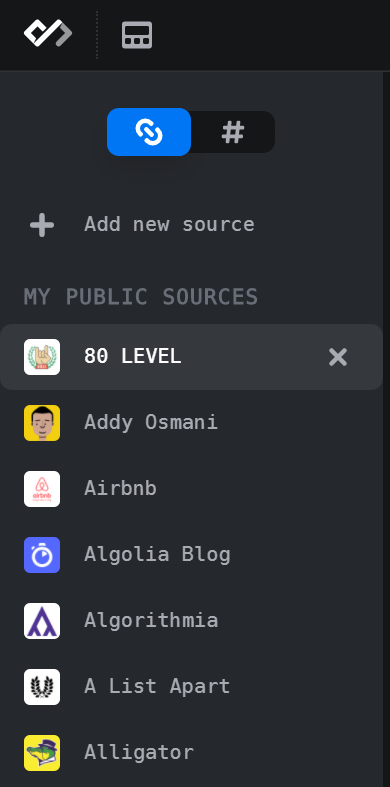 Add new source
MY PUBLIC SOURCES
80 LEVEL
Addy Osmani
Airbnb
Algolia Blog
Algorithmia
A List Apart
Alligator